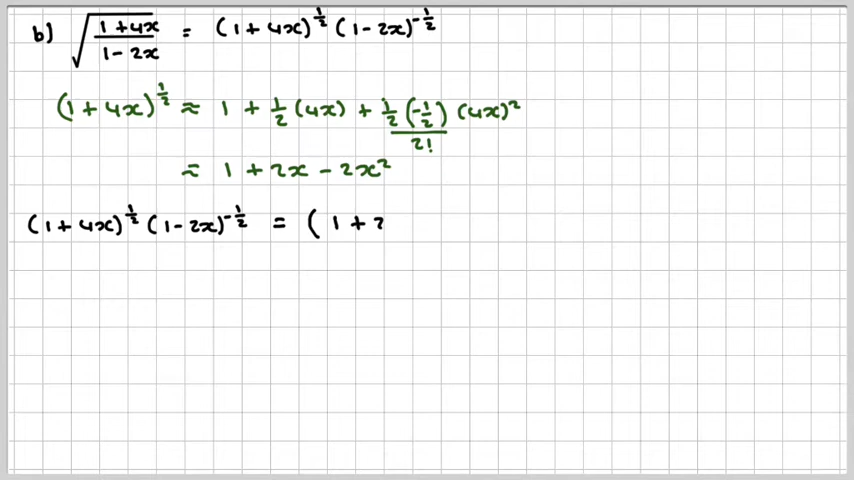 b) √((1+4x)/(1-2x)) = (1+4x)^½ (1-2x)^-½
(1+4x)^½ ≈ 1 + ½(4x) + (½(-½))/2! (4x)²
≈ 1 + 2x - 2x²
(1+4x)^½ (1-2x)^-½ = ( 1 + 2